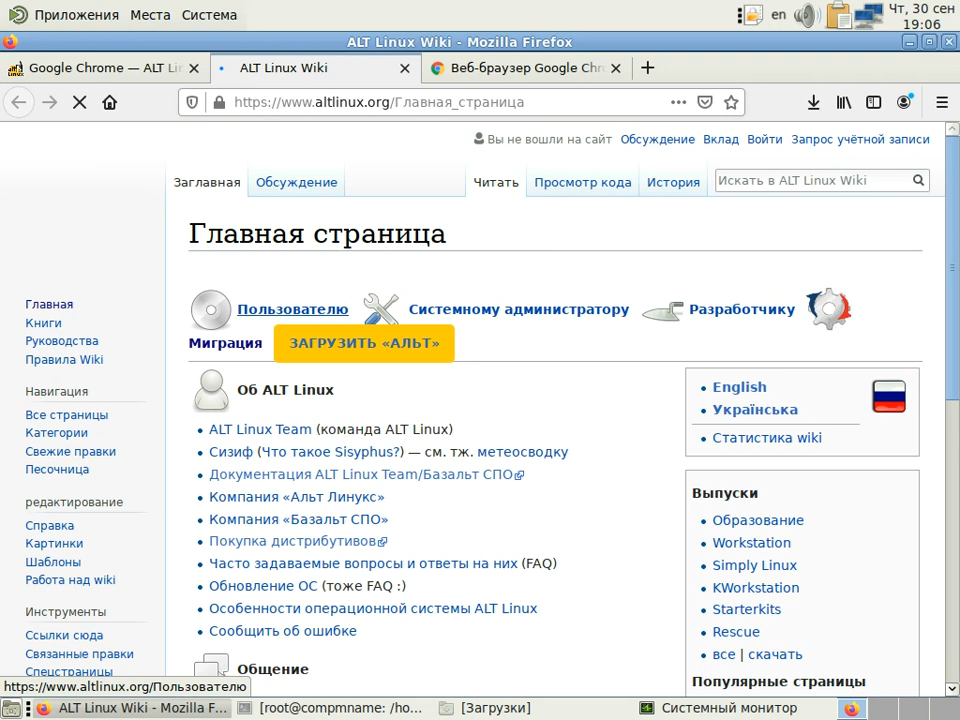 Приложения Места Система
en
Чт, 30 сен
19:06
ALT Linux Wiki - Mozilla Firefox
Google Chrome — ALT Lin
ALT Linux Wiki
Веб-браузер Google Chro
https://www.altlinux.org/Главная_страница
Вы не вошли на сайт Обсуждение Вклад Войти Запрос учётной записи
Заглавная Обсуждение Читать Просмотр кода История
Искать в ALT Linux Wiki
Главная страница
Главная
Книги
Руководства
Правила Wiki
Навигация
Все страницы
Категории
Свежие правки
Песочница
редактирование
Справка
Картинки
Шаблоны
Работа над wiki
Инструменты
Ссылки сюда
Связанные правки
Спецстраницы
Пользователю Системному администратору Разработчику
Миграция ЗАГРУЗИТЬ «АЛЬТ»
Об ALT Linux
ALT Linux Team (команда ALT Linux)
Сизиф (Что такое Sisyphus?) — см. тж. метеосводку
Документация ALT Linux Team/Базальт СПО
Компания «Альт Линукс»
Компания «Базальт СПО»
Покупка дистрибутивов
Часто задаваемые вопросы и ответы на них (FAQ)
Обновление ОС (тоже FAQ :)
Особенности операционной системы ALT Linux
Сообщить об ошибке
Общение
English
Українська
Статистика wiki
Выпуски
Образование
Workstation
Simply Linux
KWorkstation
Starterkits
Rescue
все | скачать
Популярные страницы
https://www.altlinux.org/Пользователю
ALT Linux Wiki - Mozilla F...
[root@compmname: /ho...
[Загрузки]
Системный монитор